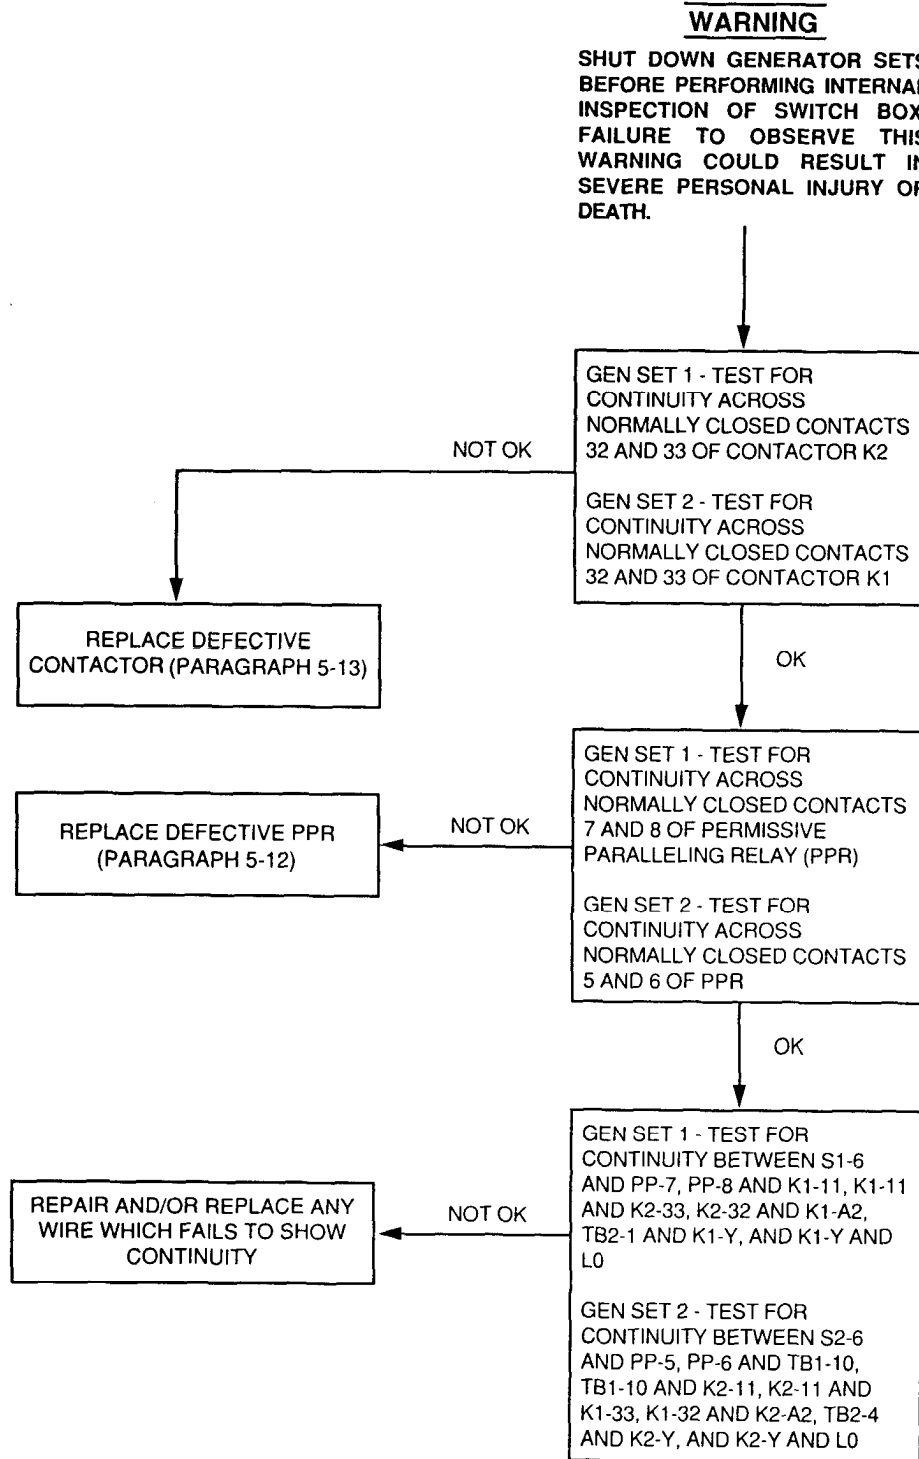 WARNING
SHUT DOWN GENERATOR SETS
BEFORE PERFORMING INTERNAL
INSPECTION OF SWITCH BOX
FAILURE TO OBSERVE THIS
WARNING COULD RESULT IN
SEVERE PERSONAL INJURY OR
DEATH.
GEN SET 1 - TEST FOR
CONTINUITY ACROSS
NORMALLY CLOSED CONTACTS
32 AND 33 OF CONTACTOR K2
GEN SET 2 - TEST FOR
CONTINUITY ACROSS
NORMALLY CLOSED CONTACTS
32 AND 33 OF CONTACTOR K1
NOT OK
REPLACE DEFECTIVE
CONTACTOR (PARAGRAPH 5-13)
OK
GEN SET 1 - TEST FOR
CONTINUITY ACROSS
NORMALLY CLOSED CONTACTS
7 AND 8 OF PERMISSIVE
PARALLELING RELAY (PPR)
GEN SET 2 - TEST FOR
CONTINUITY ACROSS
NORMALLY CLOSED CONTACTS
5 AND 6 OF PPR
NOT OK
REPLACE DEFECTIVE PPR
(PARAGRAPH 5-12)
OK
GEN SET 1 - TEST FOR
CONTINUITY BETWEEN S1-6
AND PP-7, PP-8 AND K1-11, K1-11
AND K2-33, K2-32 AND K1-A2,
TB2-1 AND K1-Y, AND K1-Y AND
L0
GEN SET 2 - TEST FOR
CONTINUITY BETWEEN S2-6
AND PP-5, PP-6 AND TB1-10,
TB1-10 AND K2-11, K2-11 AND
K1-33, K1-32 AND K2-A2, TB2-4
AND K2-Y, AND K2-Y AND L0
NOT OK
REPAIR AND/OR REPLACE ANY
WIRE WHICH FAILS TO SHOW
CONTINUITY